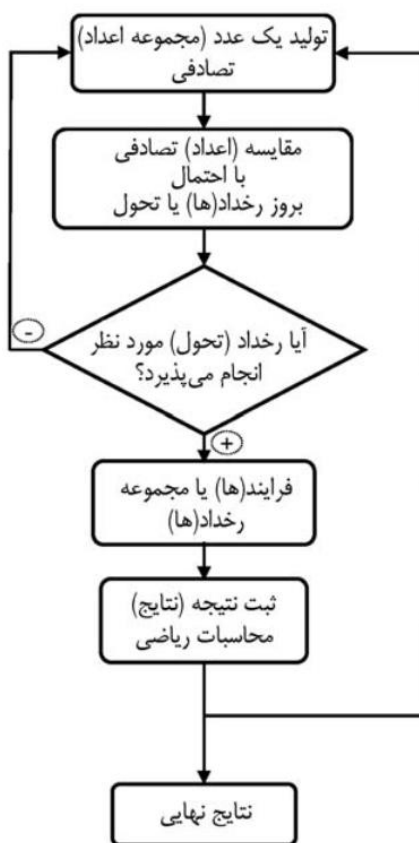 تولید یک عدد (مجموعه اعداد)
تصادفی
مقایسه (اعداد) تصادفی
با احتمال
بروز رخداد(ها) یا تحول
آیا رخداد (تحول) مورد نظر
انجام می‌پذیرد؟
-
+
فرایند(ها) یا مجموعه
رخداد(ها)
ثبت نتیجه (نتایج)
محاسبات ریاضی
نتایج نهایی